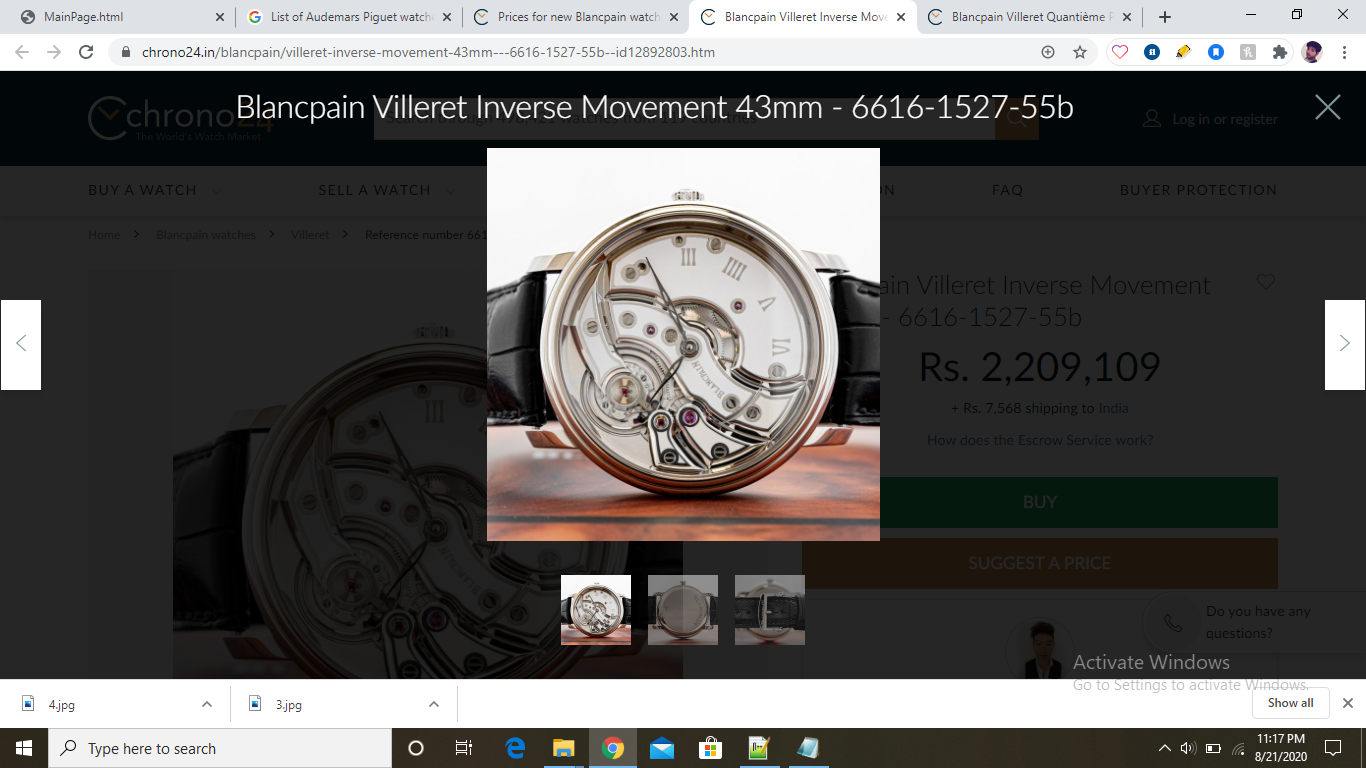 MainPage.html
List of Audemars Piguet watch
Prices for new Blancpain watch
Blancpain Villeret Inverse Mov
Blancpain Villeret Quantième P
chrono24.in/blancpain/villeret-inverse-movement-43mm---6616-1527-55b--id12892803.htm
Blancpain Villeret Inverse Movement 43mm - 6616-1527-55b
chrono24
The World's Watch Market
Log in or register
BUY A WATCH
SELL A WATCH
ON
FAQ
BUYER PROTECTION
Home
Blancpain watches
Villeret
Reference number 661
III
IIII
V
VI
BLANCPAIN
III
ain Villeret Inverse Movement
- 6616-1527-55b
Rs. 2,209,109
+ Rs. 7,568 shipping to India
How does the Escrow Service work?
BUY
SUGGEST A PRICE
Do you have any
questions?
Activate Windows
Go to Settings to activate Windows.
4.jpg
3.jpg
Show all
Type here to search
11:17 PM
8/21/2020